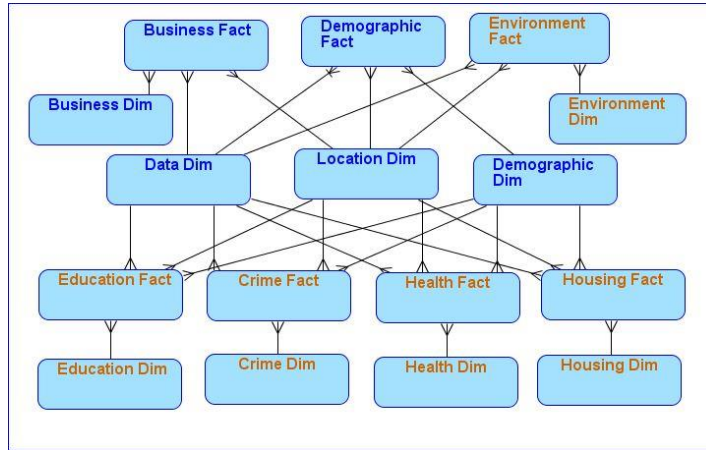 Business Fact
Demographic
Fact
Environment
Fact
Business Dim
Environment
Dim
Data Dim
Location Dim
Demographic
Dim
Education Fact
Crime Fact
Health Fact
Housing Fact
Education Dim
Crime Dim
Health Dim
Housing Dim